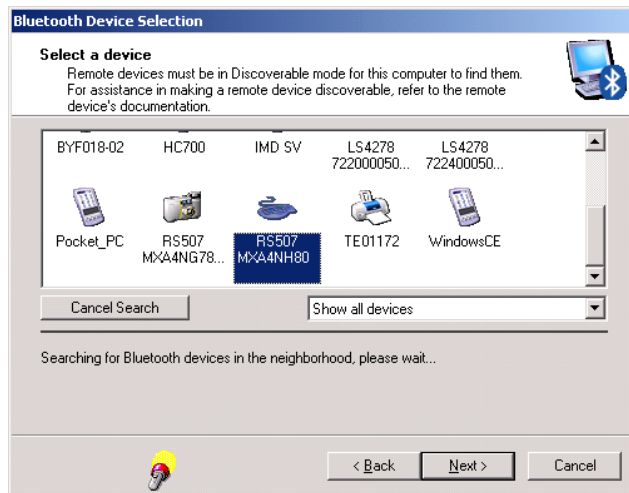 Bluetooth Device Selection
Select a device
Remote devices must be in Discoverable mode for this computer to find them.
For assistance in making a remote device discoverable, refer to the remote
device's documentation.
BYF018-02 HC700 IMD SV LS4278 LS4278
722000050... 722400050...
Pocket_PC RS507 RS507 TE01172 WindowsCE
MXA4NG78... MXA4NH80
Cancel Search Show all devices
Searching for Bluetooth devices in the neighborhood, please wait...
< Back Next > Cancel